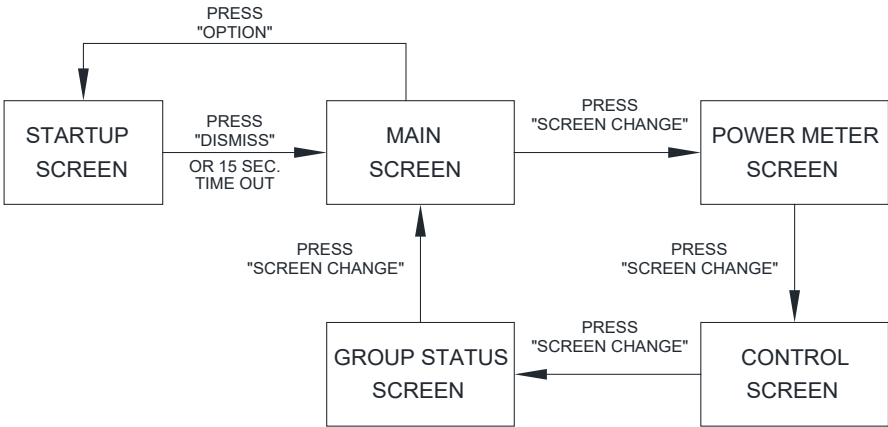 PRESS
"OPTION"
STARTUP
SCREEN
PRESS
"DISMISS"
OR 15 SEC.
TIME OUT
MAIN
SCREEN
PRESS
"SCREEN CHANGE"
POWER METER
SCREEN
PRESS
"SCREEN CHANGE"
PRESS
"SCREEN CHANGE"
GROUP STATUS
SCREEN
PRESS
"SCREEN CHANGE"
CONTROL
SCREEN